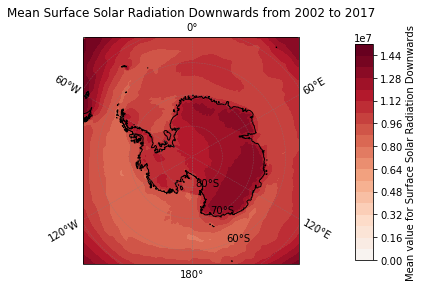 Mean Surface Solar Radiation Downwards from 2002 to 2017
0°
60°W
60°E
120°W
120°E
180°
80°S
70°S
60°S
1e7
1.44
1.28
1.12
0.96
0.80
0.64
0.48
0.32
0.16
0.00
Mean value for Surface Solar Radiation Downwards